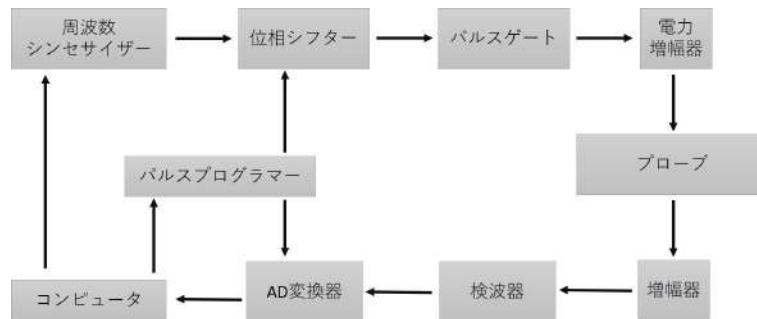 周波数
シンセサイザー
位相シフター
パルスゲート
電力
増幅器
パルスプログラマー
プローブ
コンピュータ
AD変換器
検波器
増幅器